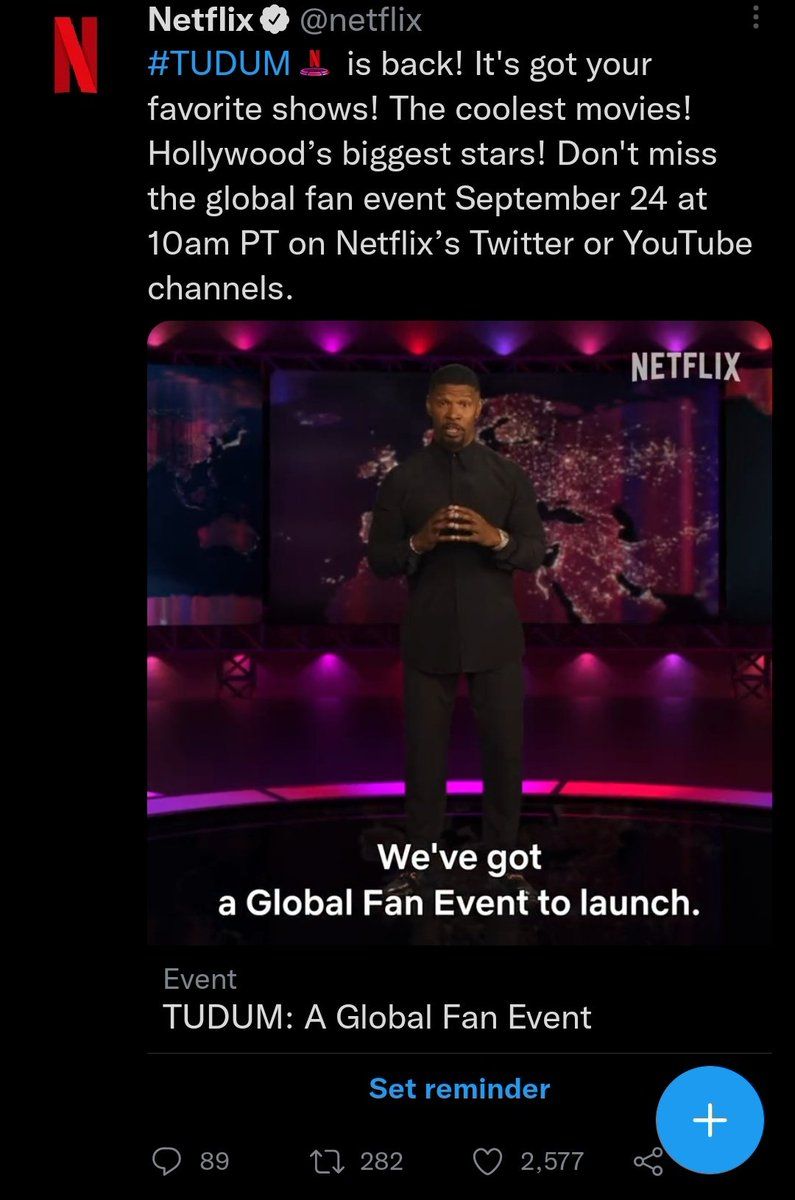 Netflix @netflix
#TUDUM is back! It's got your
favorite shows! The coolest movies!
Hollywood’s biggest stars! Don't miss
the global fan event September 24 at
10am PT on Netflix’s Twitter or YouTube
channels.
NETFLIX
We've got
a Global Fan Event to launch.
Event
TUDUM: A Global Fan Event
Set reminder
89 282 2,577